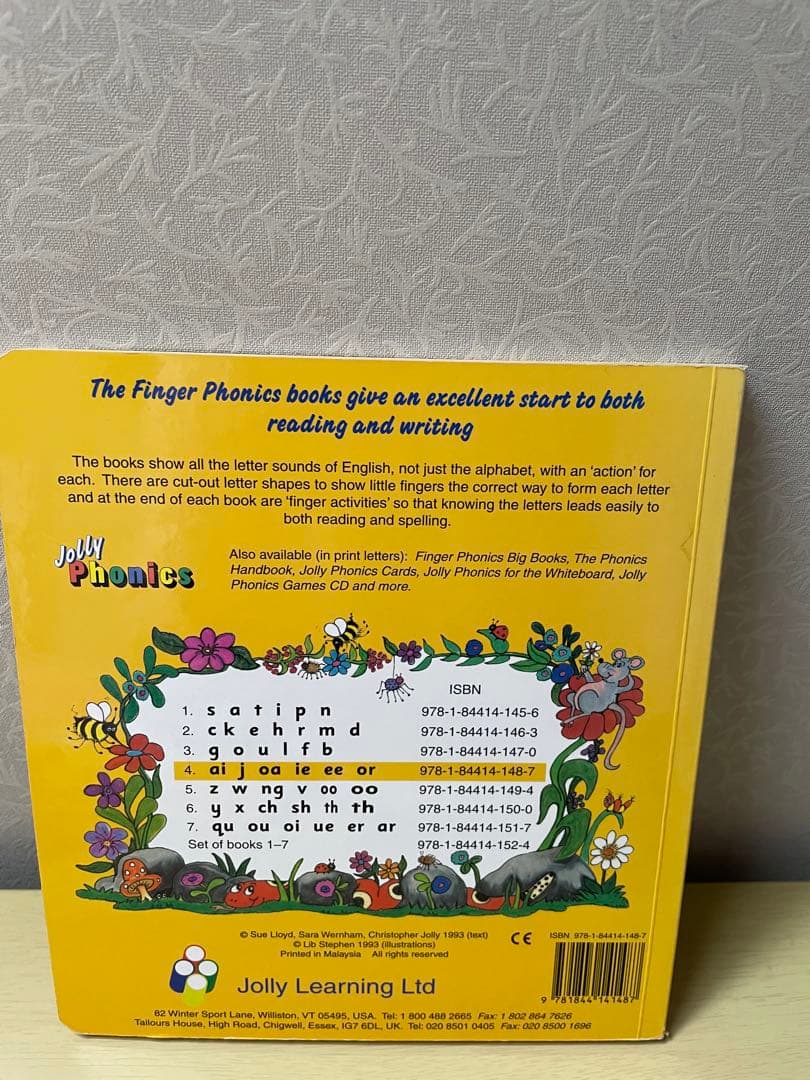 The Finger Phonics books give an excellent start to both
reading and writing
The books show all the letter sounds of English, not just the alphabet, with an ‘action’ for
each. There are cut-out letter shapes to show little fingers the correct way to form each letter
and at the end of each book are ‘finger activities’ so that knowing the letters leads easily to
both reading and spelling.
Jolly
Phonics
Also available (in print letters): Finger Phonics Big Books, The Phonics
Handbook, Jolly Phonics Cards, Jolly Phonics for the Whiteboard, Jolly
Phonics Games CD and more.
ISBN
1. s a t i p n 978-1-84414-145-6
2. ck e h r m d 978-1-84414-146-3
3. g o u l f b 978-1-84414-147-0
4. ai j oa ie ee or 978-1-84414-148-7
5. z w ng v oo oo 978-1-84414-149-4
6. y x ch sh th th 978-1-84414-150-0
7. qu ou oi ue er ar 978-1-84414-151-7
Set of books 1–7 978-1-84414-152-4
© Sue Lloyd, Sara Wernham, Christopher Jolly 1993 (text)
© Lib Stephen 1993 (illustrations)
Printed in Malaysia All rights reserved
CE
ISBN 978-1-84414-148-7
9 781844 141487
Jolly Learning Ltd
82 Winter Sport Lane, Williston, VT 05495, USA. Tel: 1 800 488 2665 Fax: 1 802 864 7626
Tailours House, High Road, Chigwell, Essex, IG7 6DL, UK. Tel: 020 8501 0405 Fax: 020 8500 1696